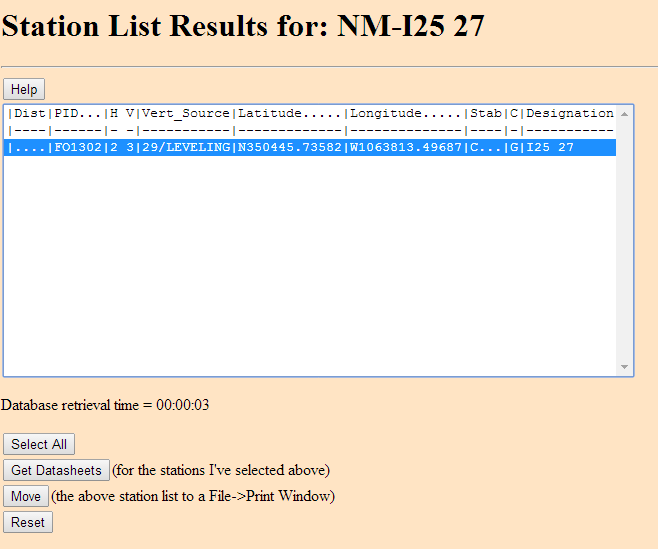 Station List Results for: NM-I25 27
Help
|Dist|PID...|H V|Vert_Source|Latitude.....|Longitude.....|Stab|C|Designation
|----|------|- -|-----------|-------------|--------------|----|-|-----------
|....|FO1302|2 3|29/LEVELING|N350445.73582|W1063813.49687|C...|G|I25 27
Database retrieval time = 00:00:03
Select All
Get Datasheets (for the stations I've selected above)
Move (the above station list to a File->Print Window)
Reset